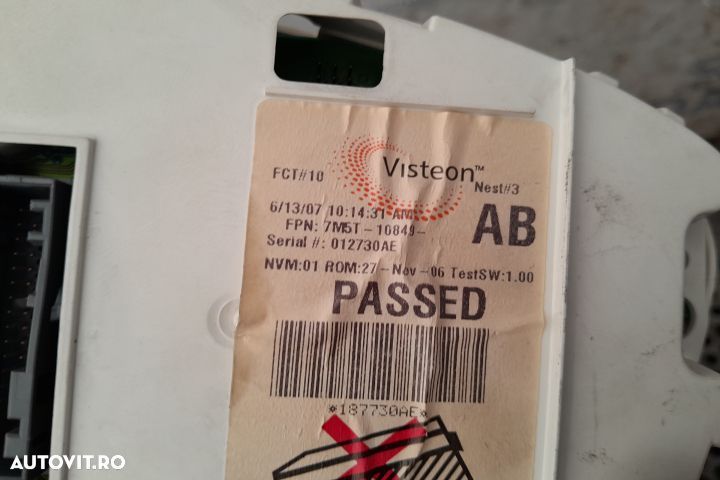 Visteon™
FCT#10
Nest#3
6/13/07 10:14:31 AM
AB
FPN: 7M5T-10849-
Serial #: 012730AE
NVM:01 ROM:27-Nov-06 TestSW:1.00
PASSED
*187730AE*
AUTOVIT.RO